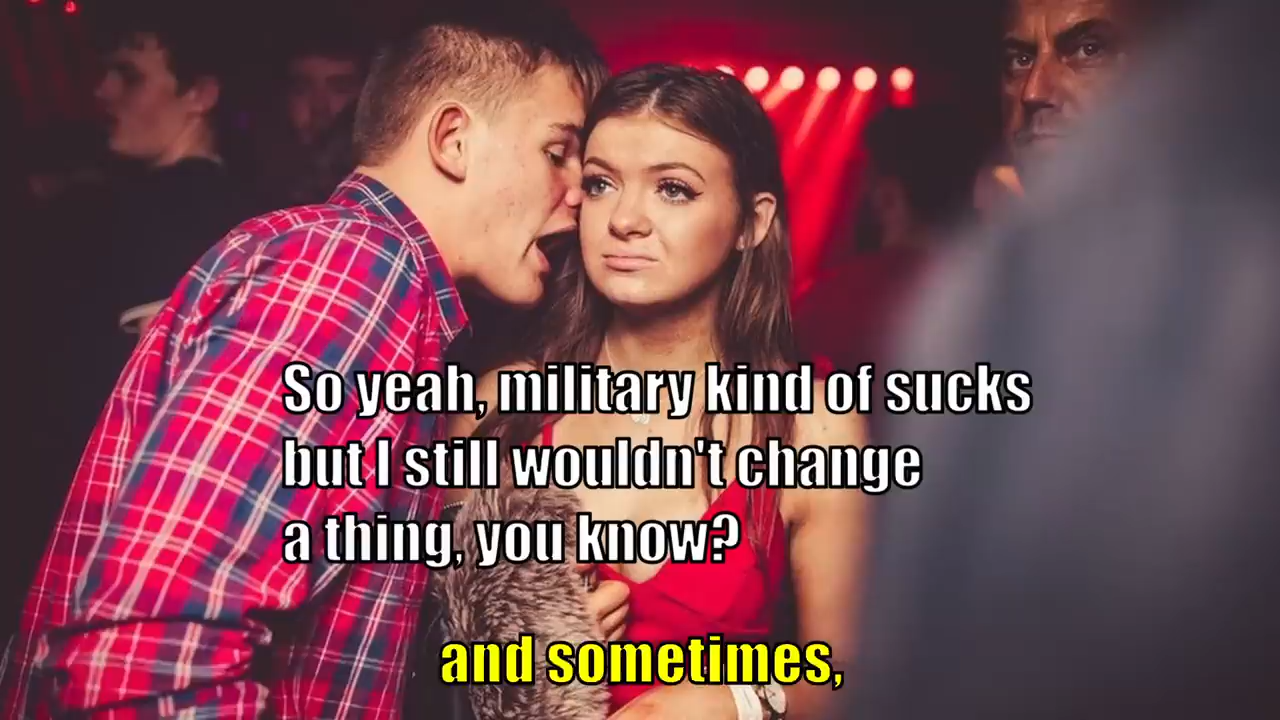 So yeah, military kind of sucks
but I still wouldn't change
a thing, you know?
and sometimes,